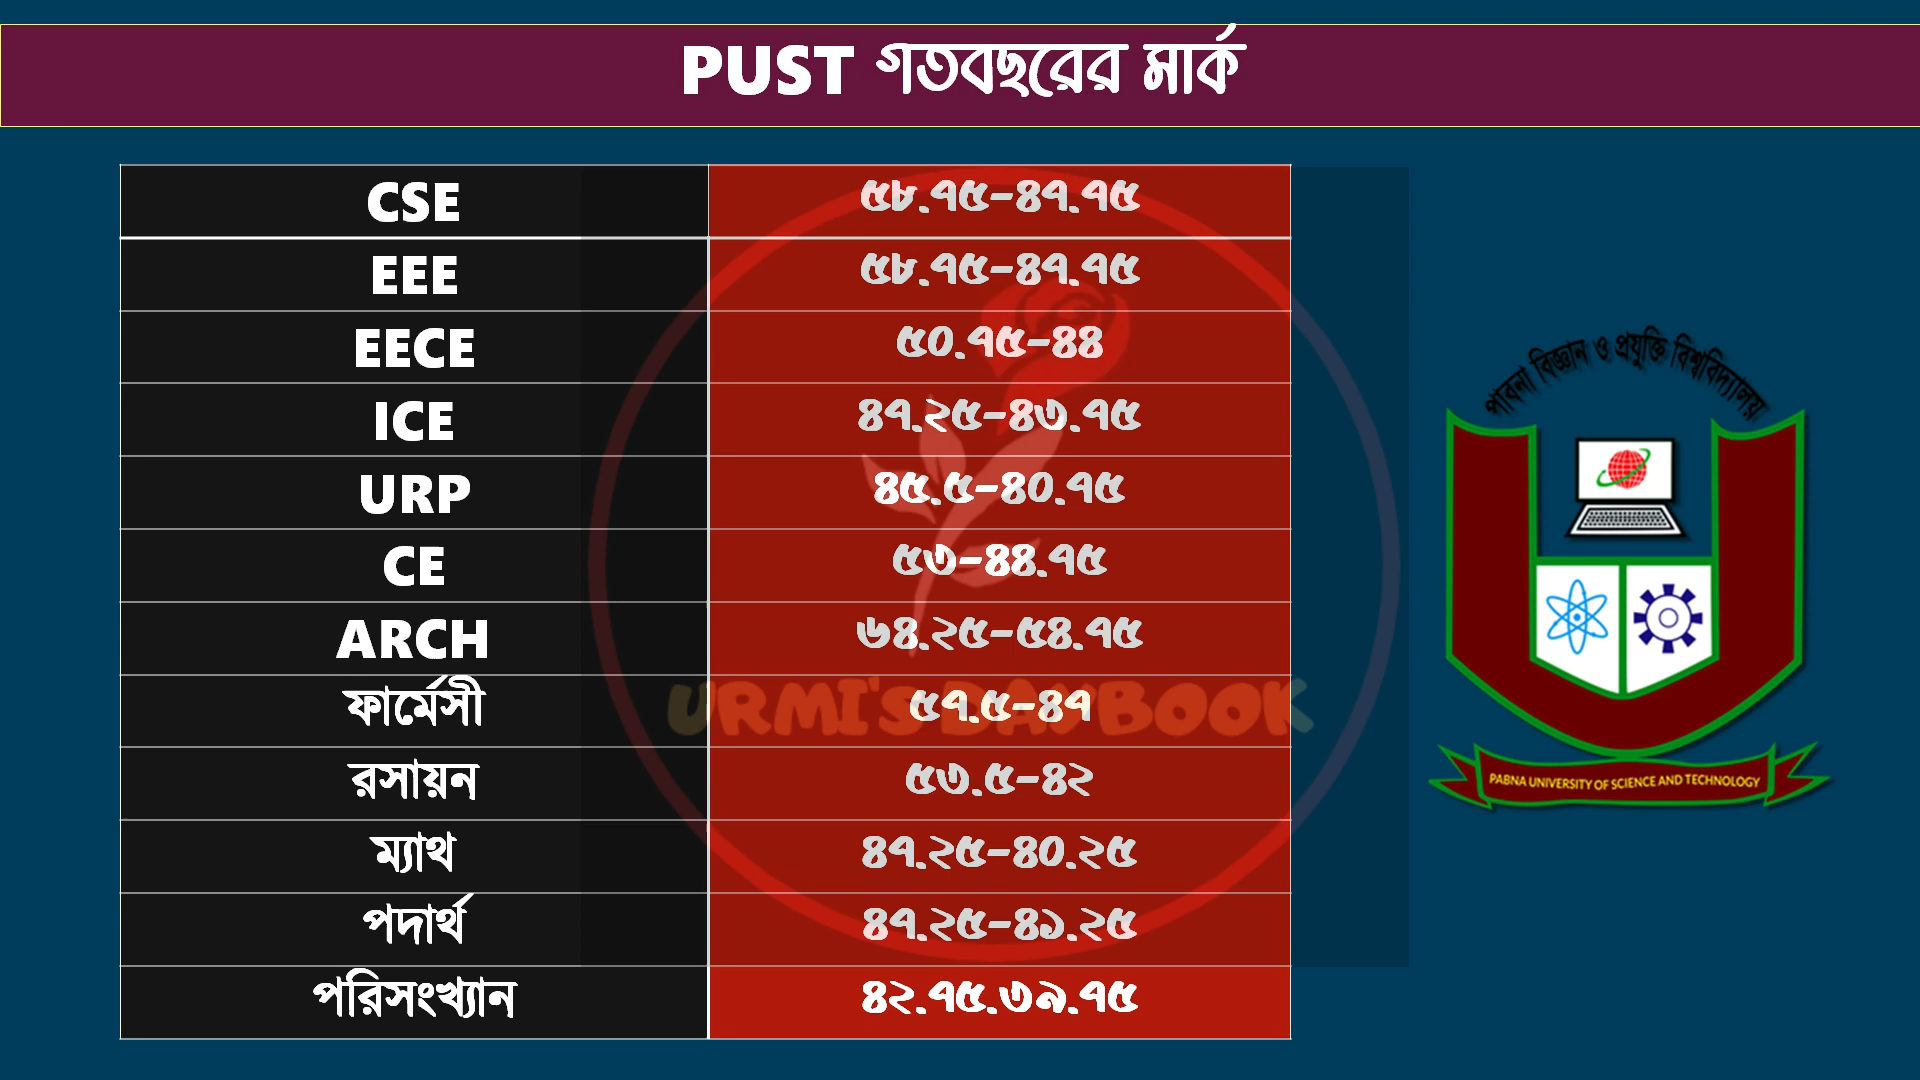 PUST গতবছরের মার্ক
CSE ৫৮.৭৫-৪৭.৭৫
EEE ৫৮.৭৫-৪৭.৭৫
EECE ৫০.৭৫-৪৪
ICE ৪৭.২৫-৪৩.৭৫
URP ৪৫.৫-৪০.৭৫
CE ৫৩-৪৪.৭৫
ARCH ৬৪.২৫-৫৪.৭৫
ফার্মেসী ৫৭.৫-৪৭
রসায়ন ৫৩.৫-৪২
ম্যাথ ৪৭.২৫-৪০.২৫
পদার্থ ৪৭.২৫-৪১.২৫
পরিসংখ্যান ৪২.৭৫.৩৯.৭৫
URMI'S DAYBOOK
পাবনা বিজ্ঞান ও প্রযুক্তি বিশ্ববিদ্যালয়
PABNA UNIVERSITY OF SCIENCE AND TECHNOLOGY